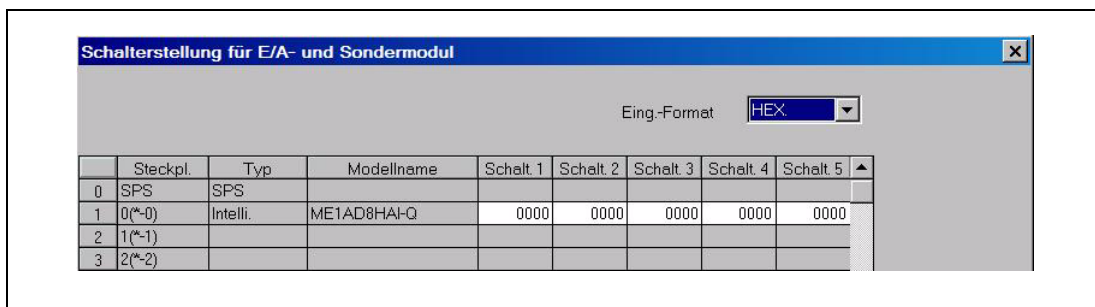 Schalterstellung für E/A- und Sondermodul
Eing.-Format HEX.
Steckpl. Typ Modellname Schalt. 1 Schalt. 2 Schalt. 3 Schalt. 4 Schalt. 5
0 SPS SPS
1 0(*-0) Intelli. ME1AD8HAI-Q 0000 0000 0000 0000 0000
2 1(*-1)
3 2(*-2)